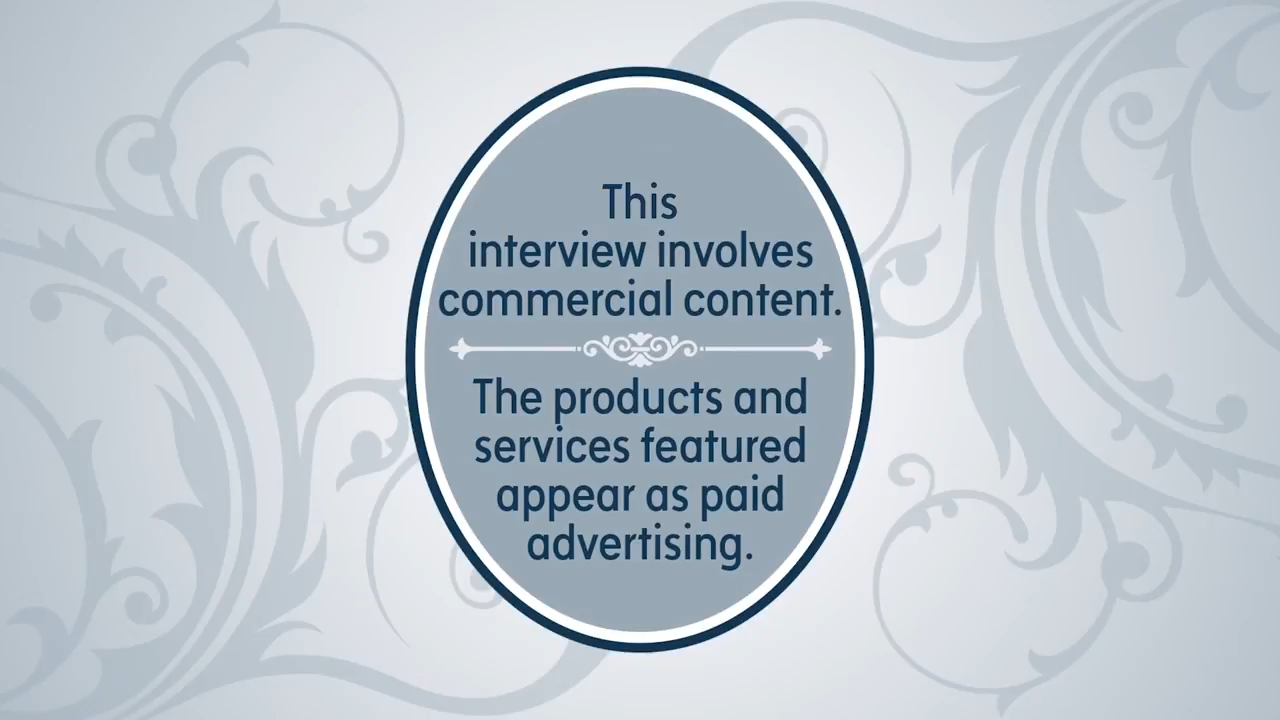 This
interview involves
commercial content.
The products and
services featured
appear as paid
advertising.